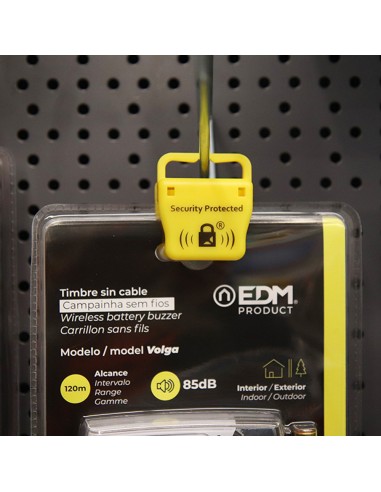 Security Protected
®
Timbre sin cable
Campainha sem fios
Wireless battery buzzer
Carrillon sans fils
Modelo / model Volga
EDM
PRODUCT
120m
Alcance
Intervalo
Range
Gamme
85dB
Interior / Exterior
Indoor / Outdoor